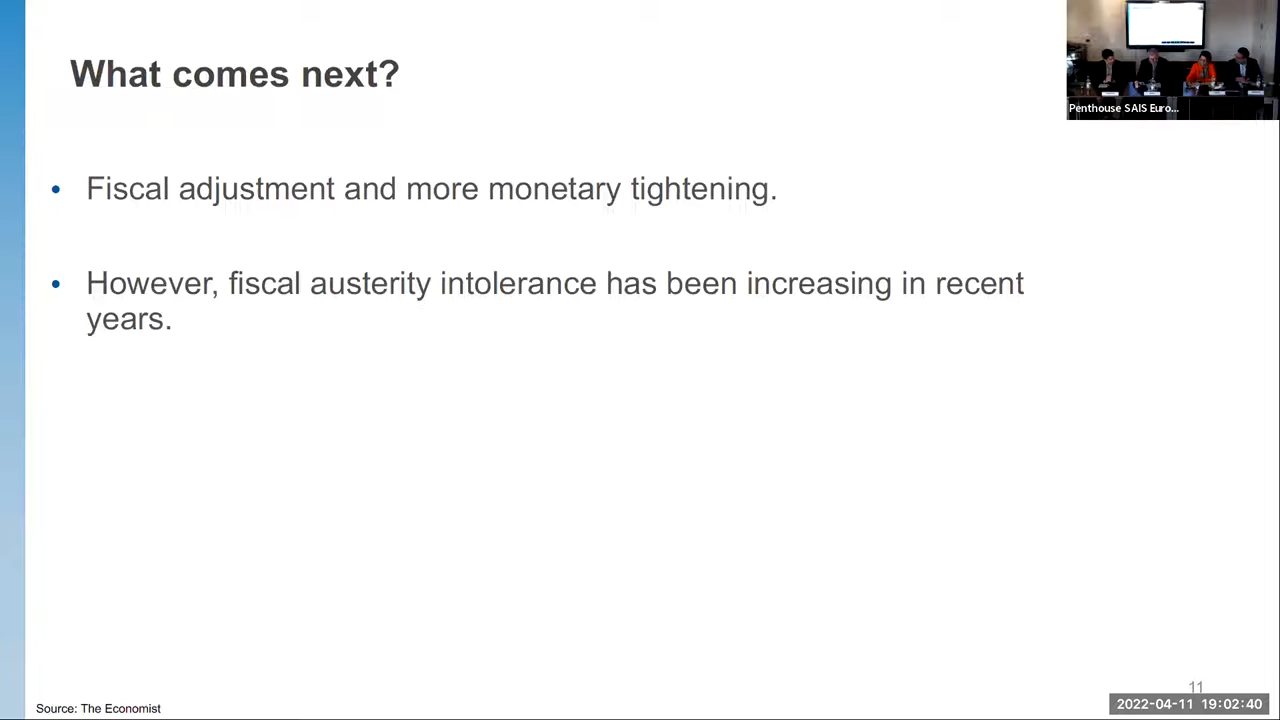 What comes next?
Penthouse SAIS Euro...
• Fiscal adjustment and more monetary tightening.
• However, fiscal austerity intolerance has been increasing in recent
years.
11
2022-04-11 19:02:40
Source: The Economist